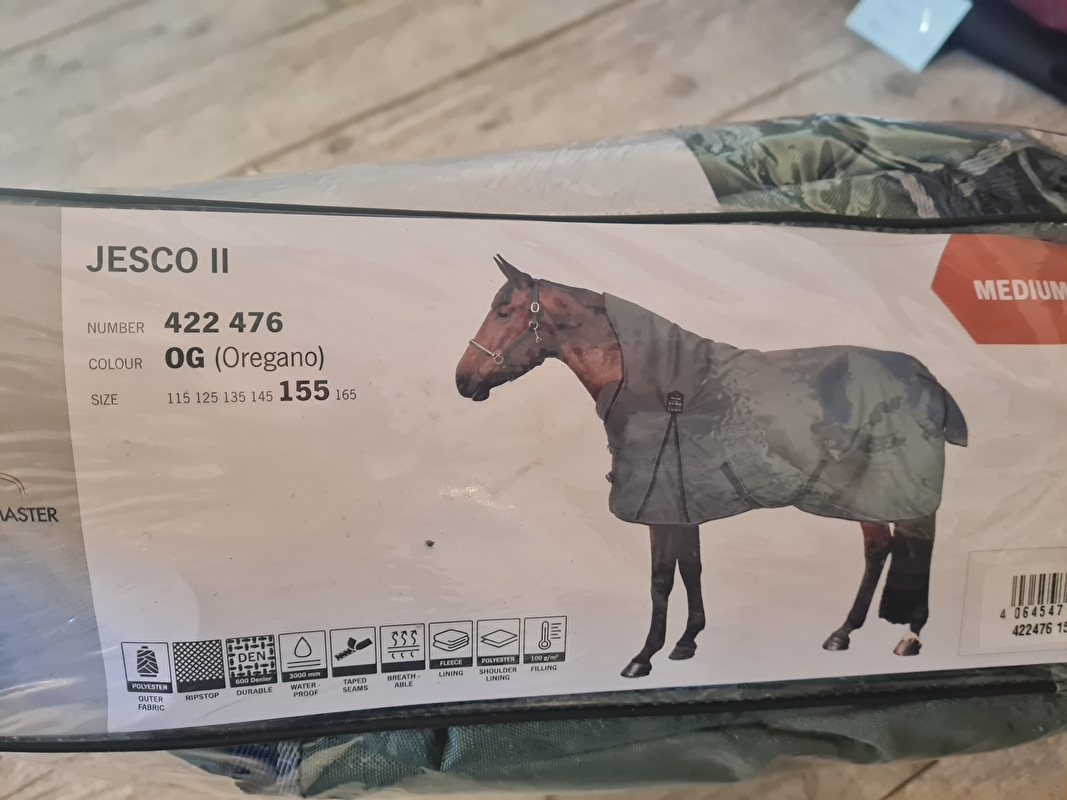 JESCO II
NUMBER 422 476
COLOUR OG (Oregano)
SIZE 115 125 135 145 155 165
MEDIUM
MASTER
4 064547
422476 15
POLYESTER
OUTER
FABRIC
RIPSTOP
DEN
600 Denier
DURABLE
3000 mm
WATER-
PROOF
TAPED
SEAMS
BREATH-
ABLE
FLEECE
LINING
POLYESTER
SHOULDER
LINING
100 g/m²
FILLING